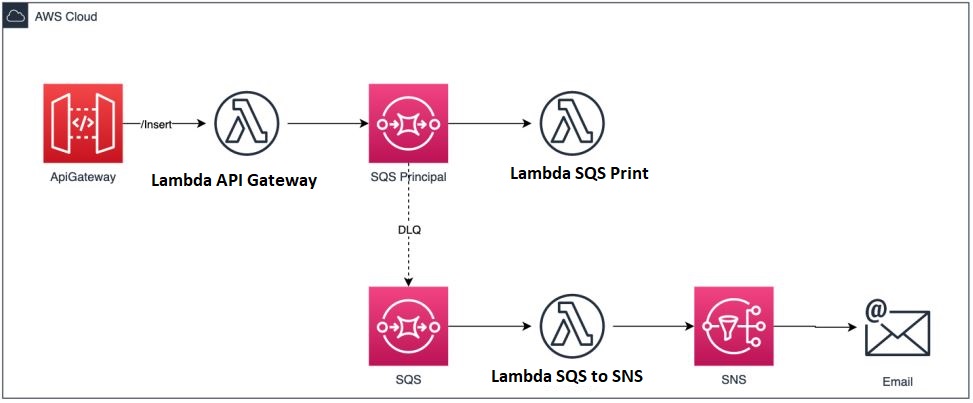 AWS Cloud
/Insert
ApiGateway
Lambda API Gateway
SQS Principal
Lambda SQS Print
DLQ
SQS
Lambda SQS to SNS
SNS
@
Email